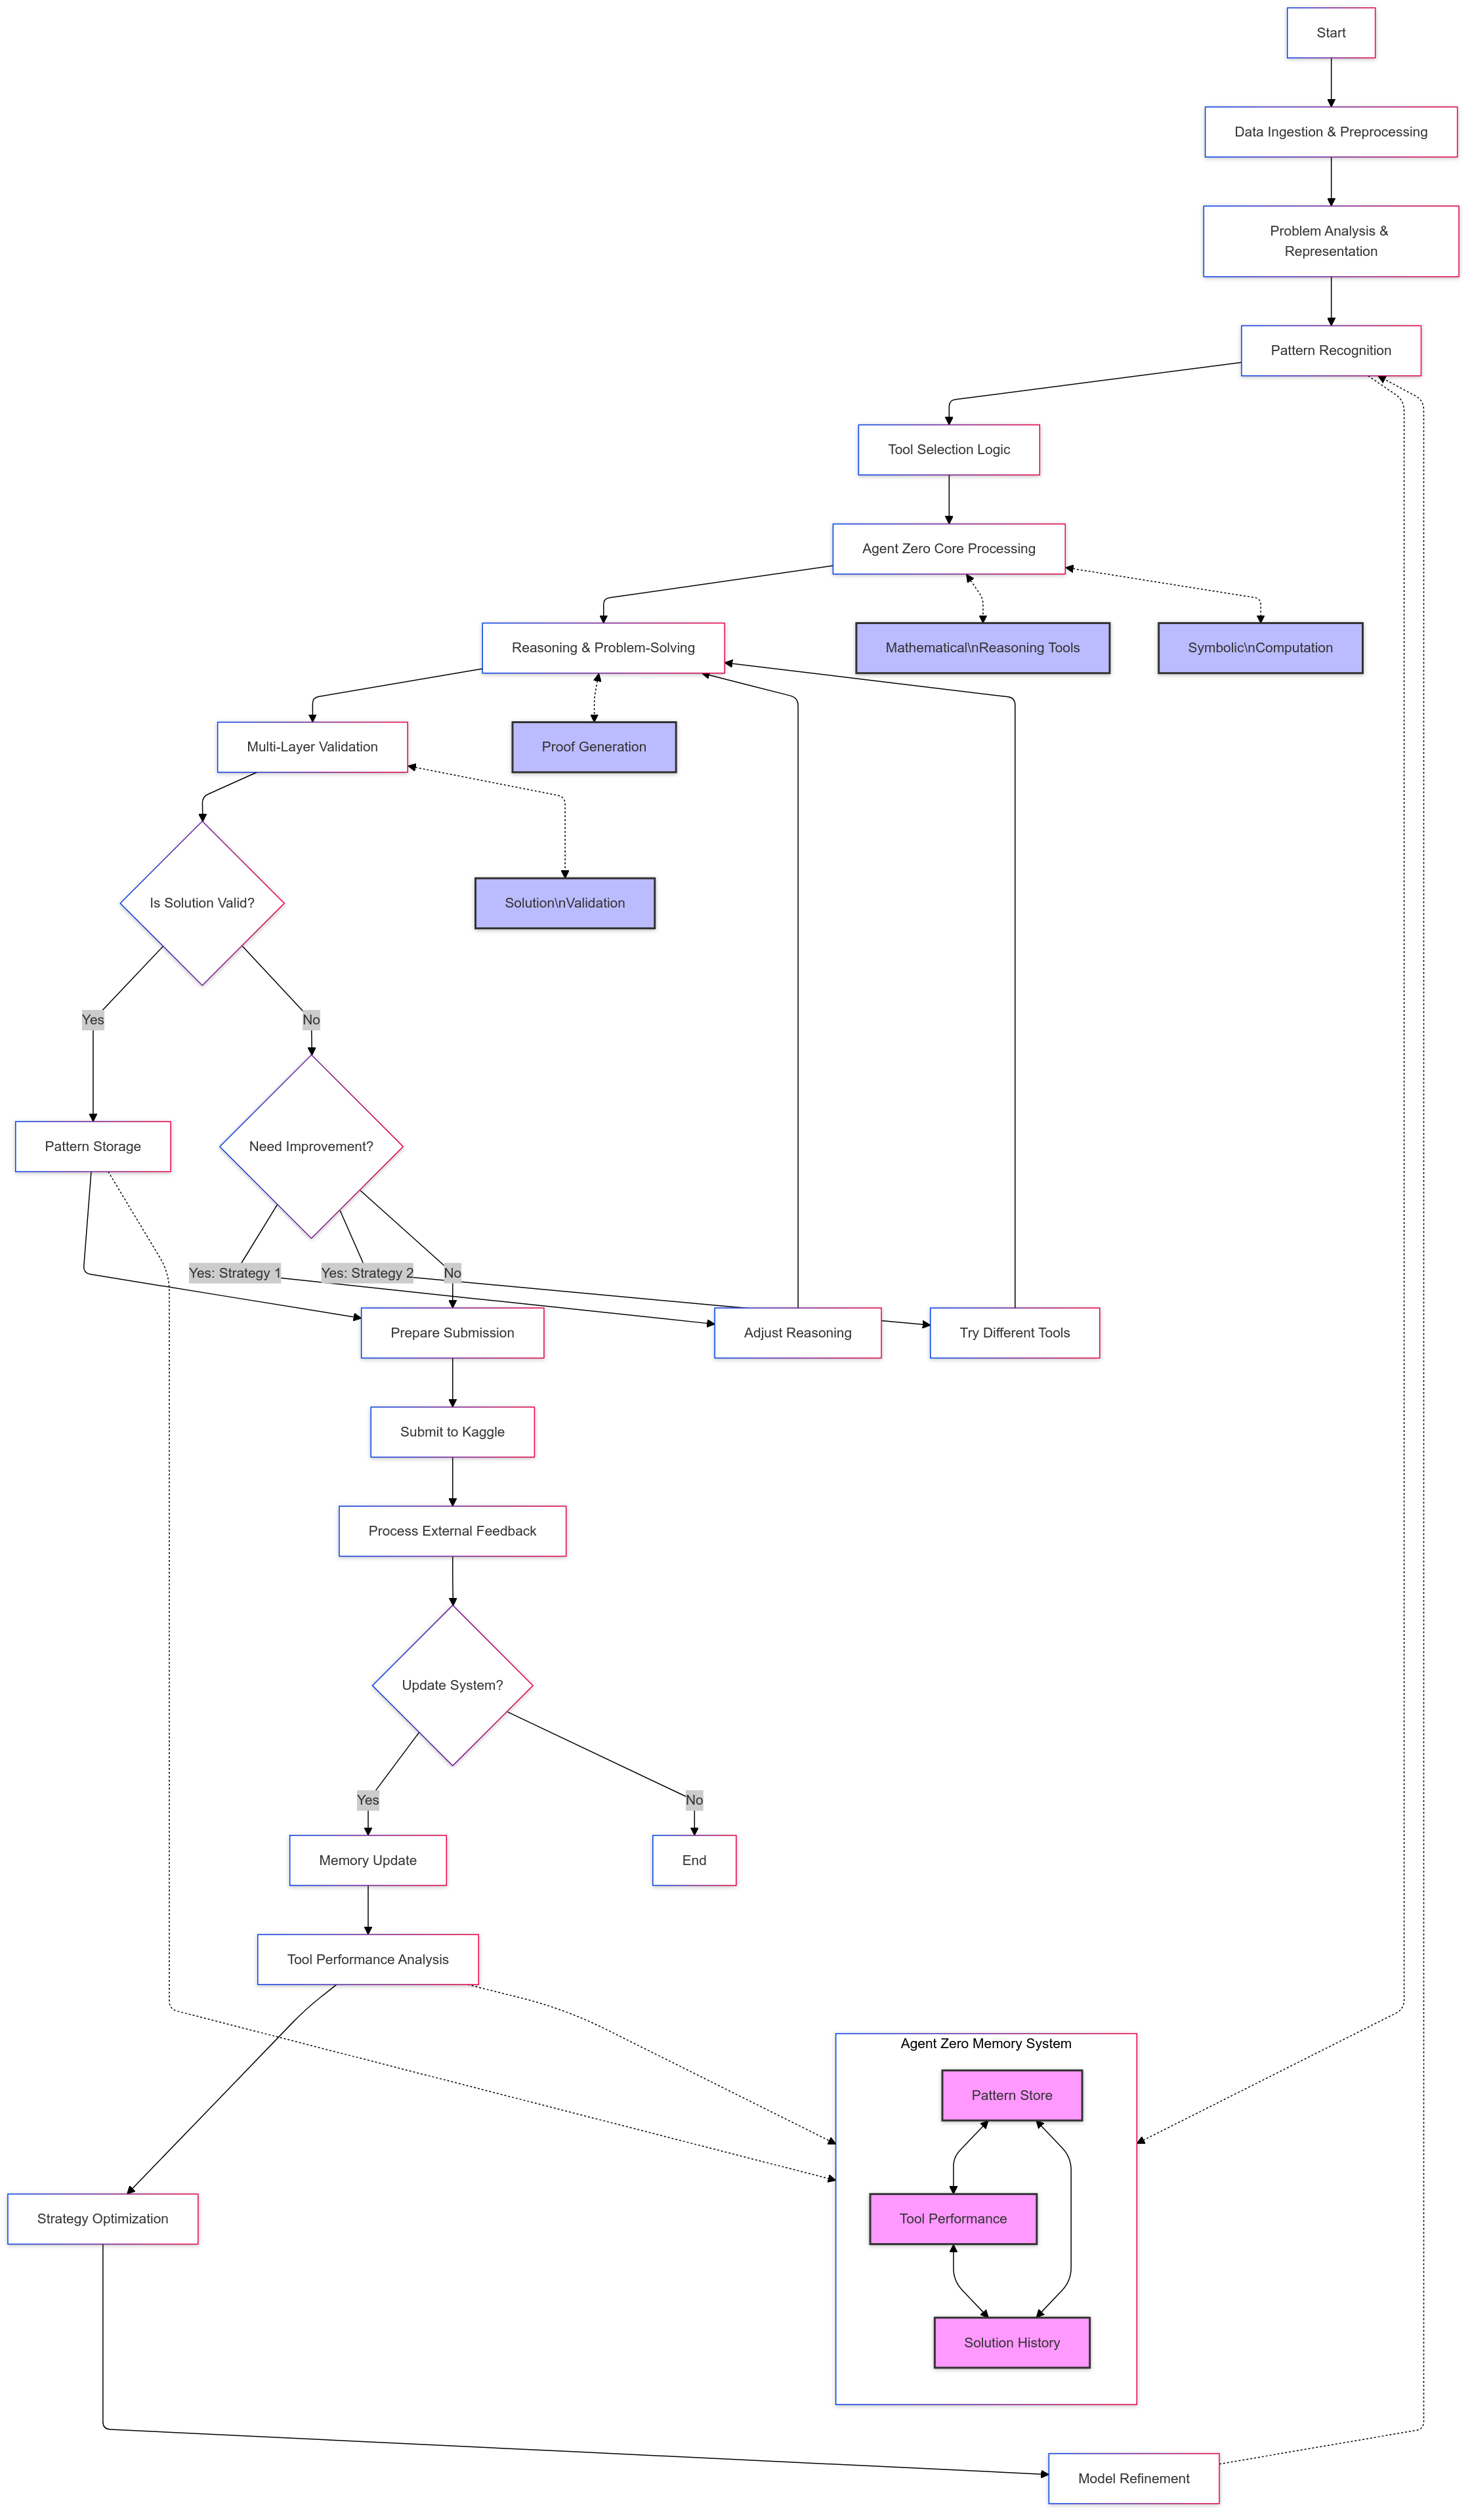 Start
Data Ingestion & Preprocessing
Problem Analysis &
Representation
Pattern Recognition
Tool Selection Logic
Agent Zero Core Processing
Reasoning & Problem-Solving
Mathematical\nReasoning Tools
Symbolic\nComputation
Multi-Layer Validation
Proof Generation
Is Solution Valid?
Solution\nValidation
Yes
No
Pattern Storage
Need Improvement?
Yes: Strategy 1
Yes: Strategy 2
No
Prepare Submission
Adjust Reasoning
Try Different Tools
Submit to Kaggle
Process External Feedback
Update System?
Yes
No
Memory Update
End
Tool Performance Analysis
Agent Zero Memory System
Pattern Store
Strategy Optimization
Tool Performance
Solution History
Model Refinement